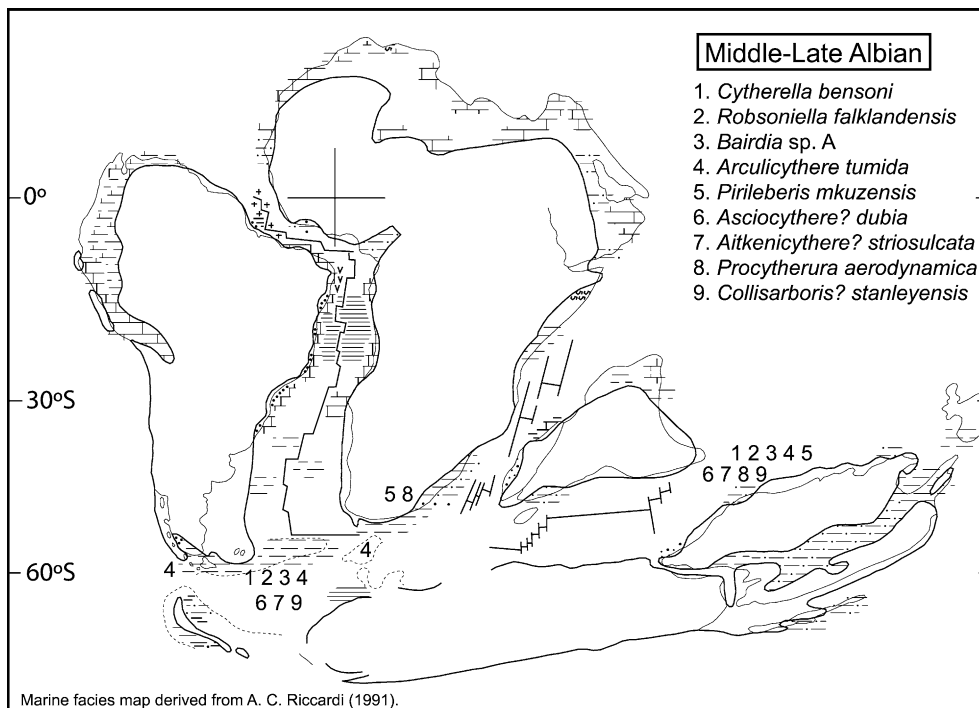 Middle-Late Albian
1. Cytherella bensoni
2. Robsoniella falklandensis
3. Bairdia sp. A
4. Arculicythere tumida
5. Pirileberis mkuzensis
6. Asciocythere? dubia
7. Aitkenicythere? striosulcata
8. Procytherura aerodynamica
9. Collisarboris? stanleyensis
0º
30ºS
1 2 3 4 5
6 7 8 9
5 8
4
4
1 2 3 4
6 7 9
60ºS
Marine facies map derived from A. C. Riccardi (1991).